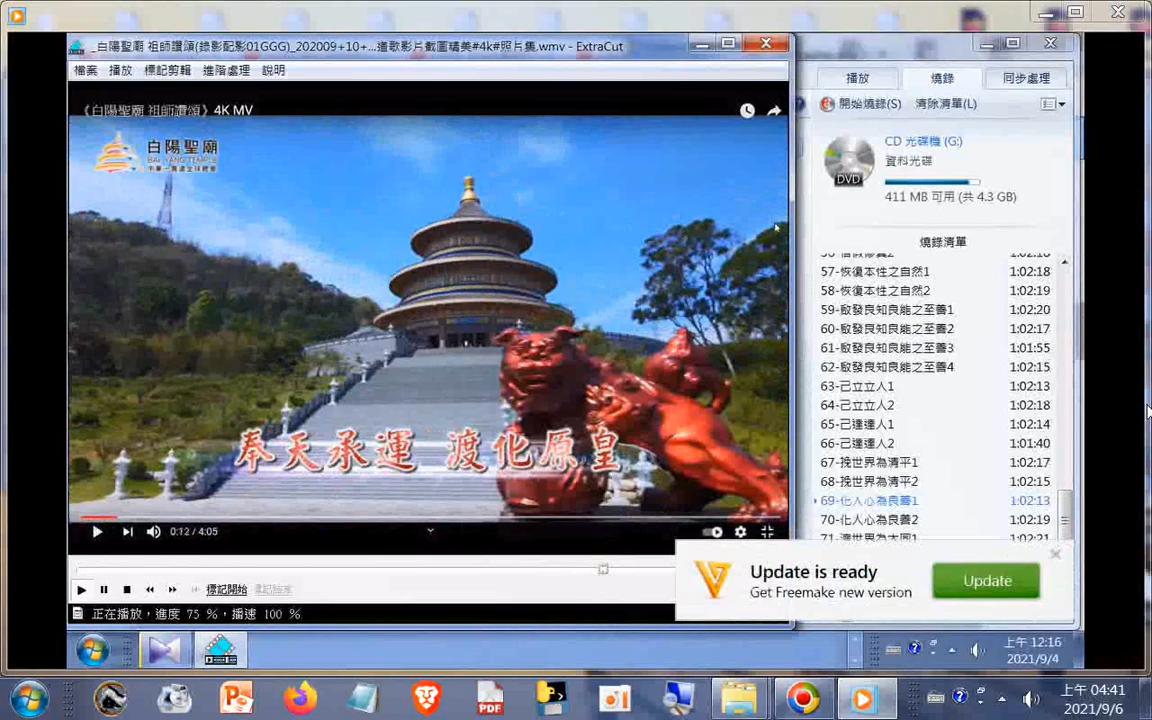 _白陽聖廟 祖師讚頌(錄影配影01GGG)_202009+10+...道歌影片截圖精美#4k#照片集.wmv - ExtraCut
檔案 播放 標記剪輯 進階處理 說明
《白陽聖廟 祖師讚頌》4K MV
白陽聖廟
BAI YANG TEMPLE
奉天承運 渡化原皇
0:12 / 4:05
標記開始 標記結束
正在播放，進度 75 %，播速 100 %
播放 燒錄 同步處理
開始燒錄(S) 清除清單(L)
CD 光碟機 (G:)
資料光碟
DVD
411 MB 可用 (共 4.3 GB)
燒錄清單
57-恢復本性之自然1 1:02:18
58-恢復本性之自然2 1:02:19
59-啟發良知良能之至善1 1:02:20
60-啟發良知良能之至善2 1:02:17
61-啟發良知良能之至善3 1:01:55
62-啟發良知良能之至善4 1:02:15
63-己立立人1 1:02:13
64-己立立人2 1:02:18
65-己達達人1 1:02:14
66-己達達人2 1:01:40
67-挽世界為清平1 1:02:17
68-挽世界為清平2 1:02:15
69-化人心為良善1 1:02:13
70-化人心為良善2 1:02:19
Update is ready
Get Freemake new version
Update
上午 12:16
2021/9/4
PDF
上午 04:41
2021/9/6